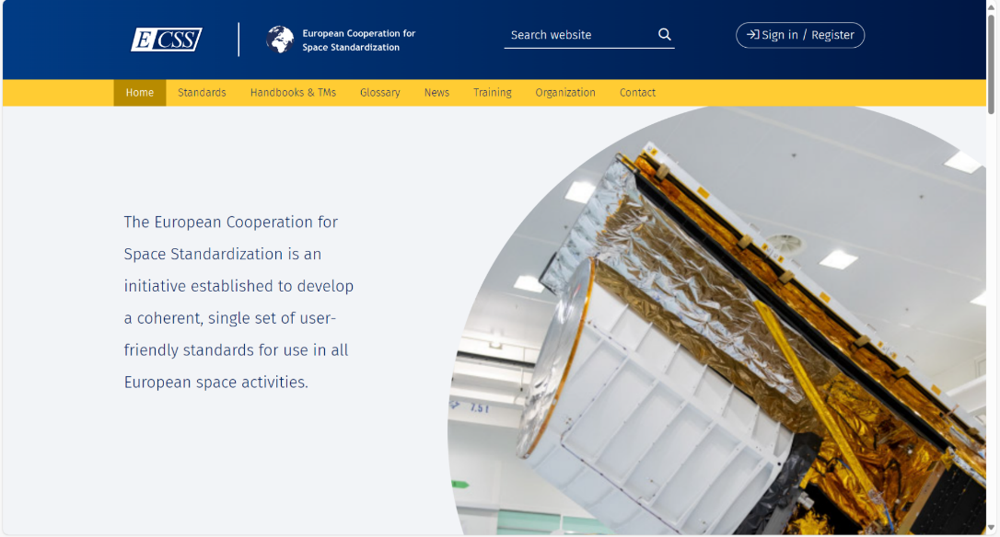 ECSS
European Cooperation for
Space Standardization
Search website
Sign in / Register
Home Standards Handbooks & TMs Glossary News Training Organization Contact
The European Cooperation for
Space Standardization is an
initiative established to develop
a coherent, single set of user-
friendly standards for use in all
European space activities.
7.5 t